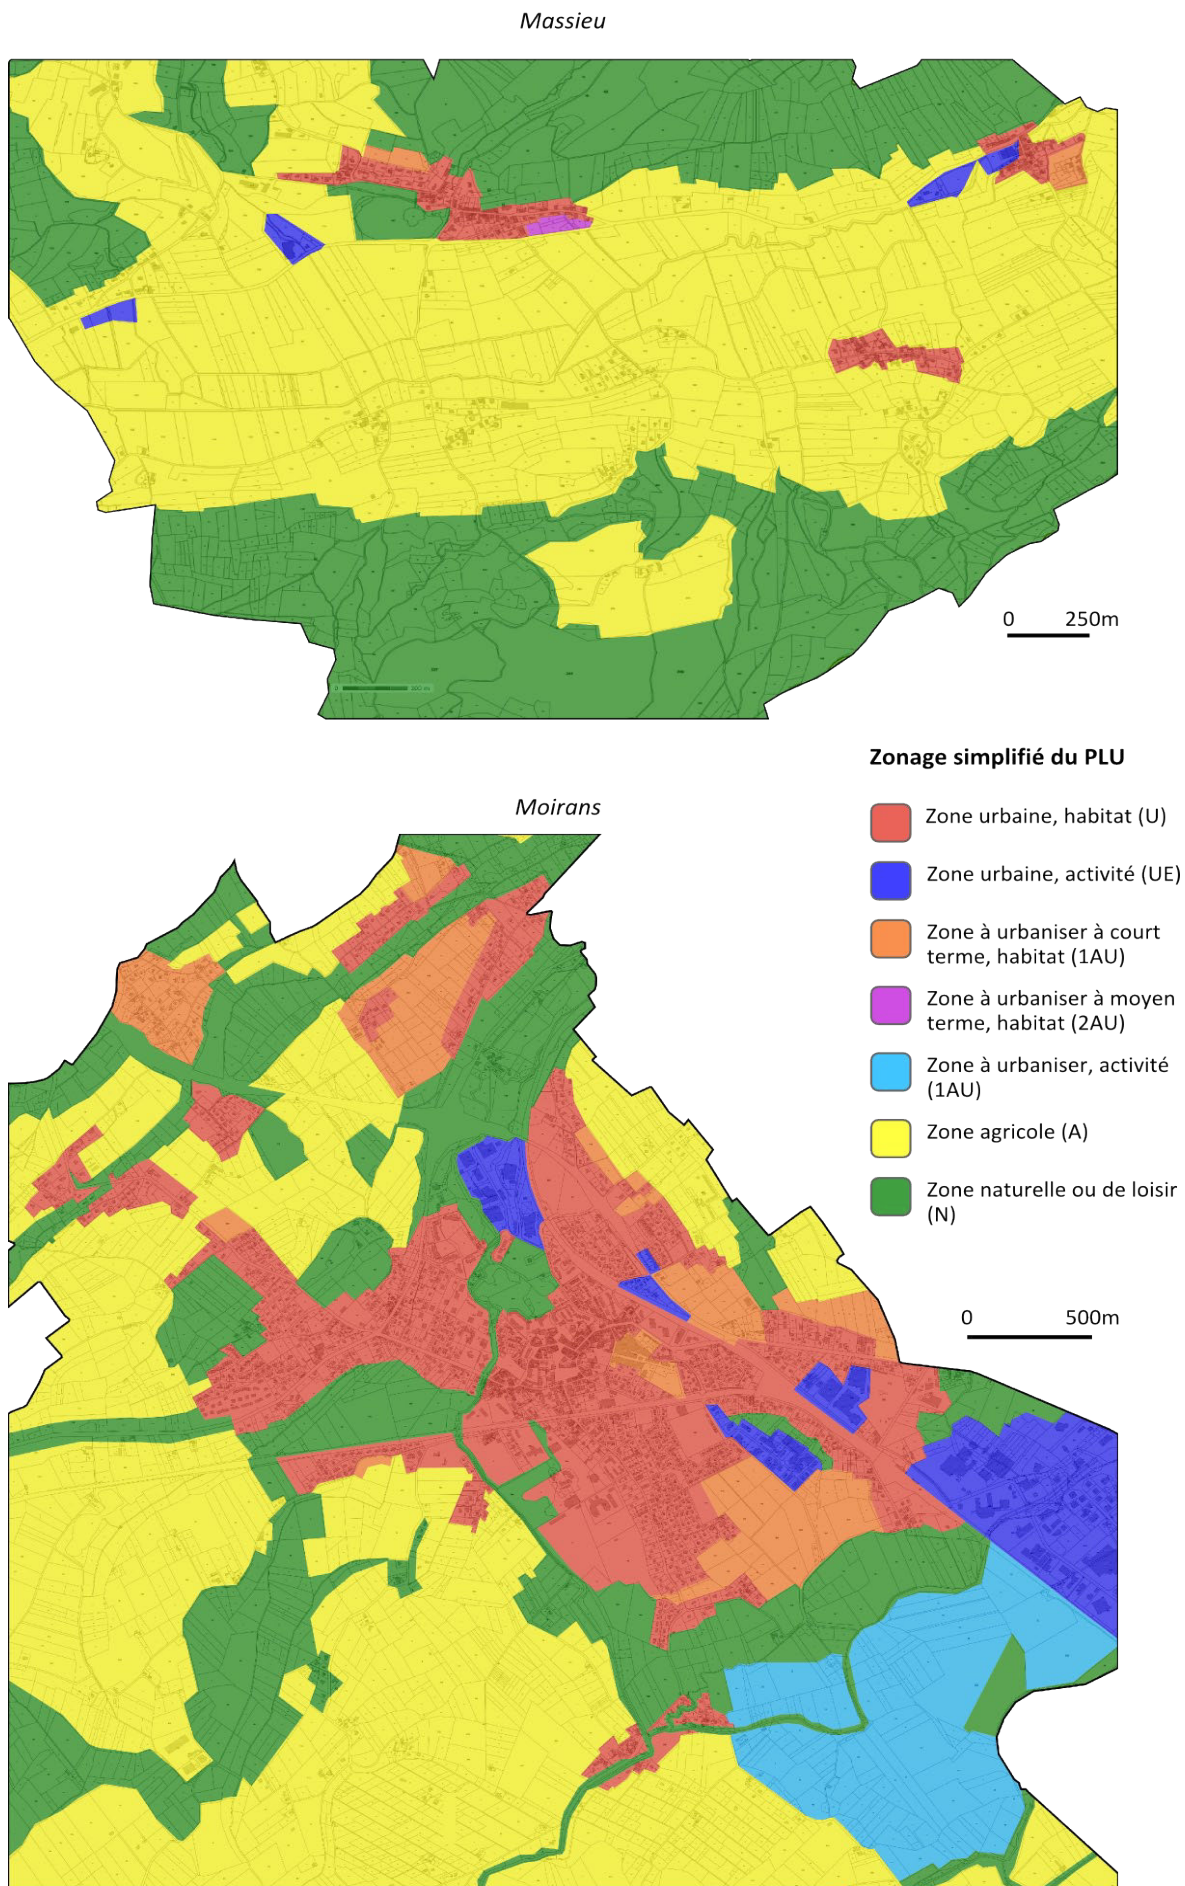 Massieu
0 250m
Zonage simplifié du PLU
Moirans
Zone urbaine, habitat (U)
Zone urbaine, activité (UE)
Zone à urbaniser à court
terme, habitat (1AU)
Zone à urbaniser à moyen
terme, habitat (2AU)
Zone à urbaniser, activité
(1AU)
Zone agricole (A)
Zone naturelle ou de loisir
(N)
0 500m